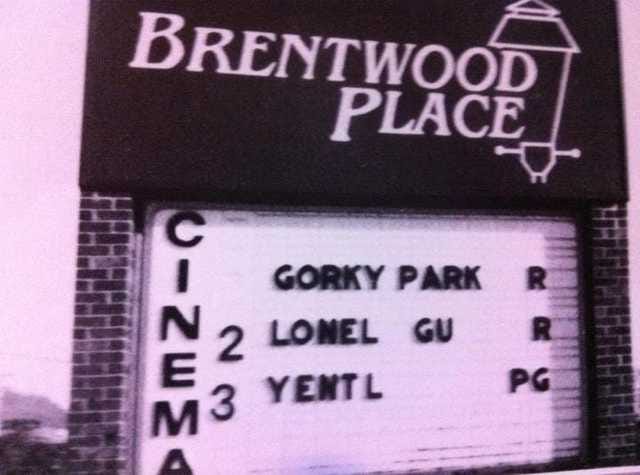 BRENTWOOD
PLACE
CINEMA
GORKY PARK R
2 LONEL GU R
3 YENTL PG